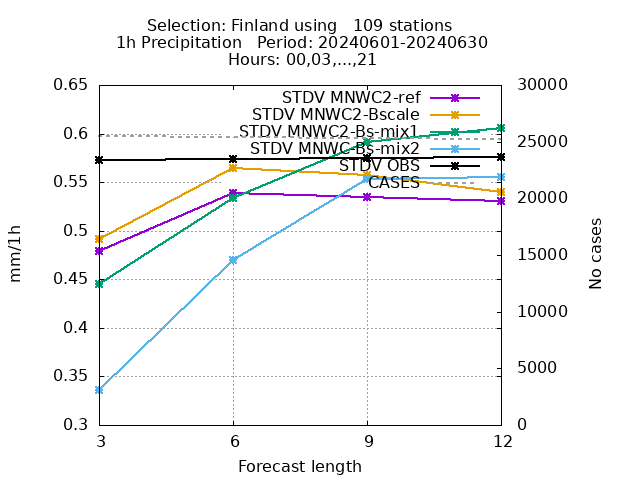 Selection: Finland using   109 stations
1h Precipitation   Period: 20240601-20240630
Hours: 00,03,...,21
0.65
0.6
0.55
0.5
0.45
0.4
0.35
0.3
mm/1h
STDV MNWC2-ref
STDV MNWC2-Bscale
STDV MNWC2-Bs-mix1
STDV MNWC-Bs-mix2
STDV OBS
CASES
30000
25000
20000
15000
10000
5000
0
No cases
3 6 9 12
Forecast length